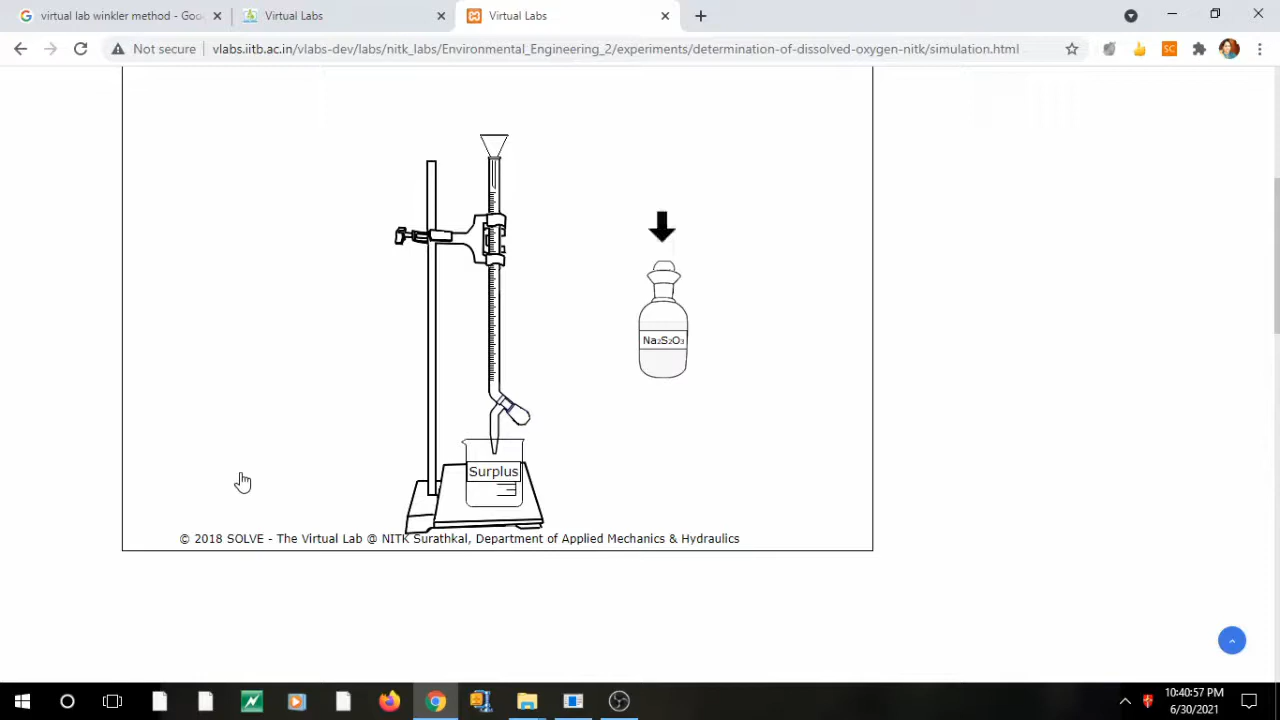 virtual lab winkler method - Goo
Virtual Labs
Virtual Labs
Not secure
vlabs.iitb.ac.in/vlabs-dev/labs/nitk_labs/Environmental_Engineering_2/experiments/determination-of-dissolved-oxygen-nitk/simulation.html
SC
Na₂S₂O₃
Surplus
© 2018 SOLVE - The Virtual Lab @ NITK Surathkal, Department of Applied Mechanics & Hydraulics
10:40:57 PM
6/30/2021